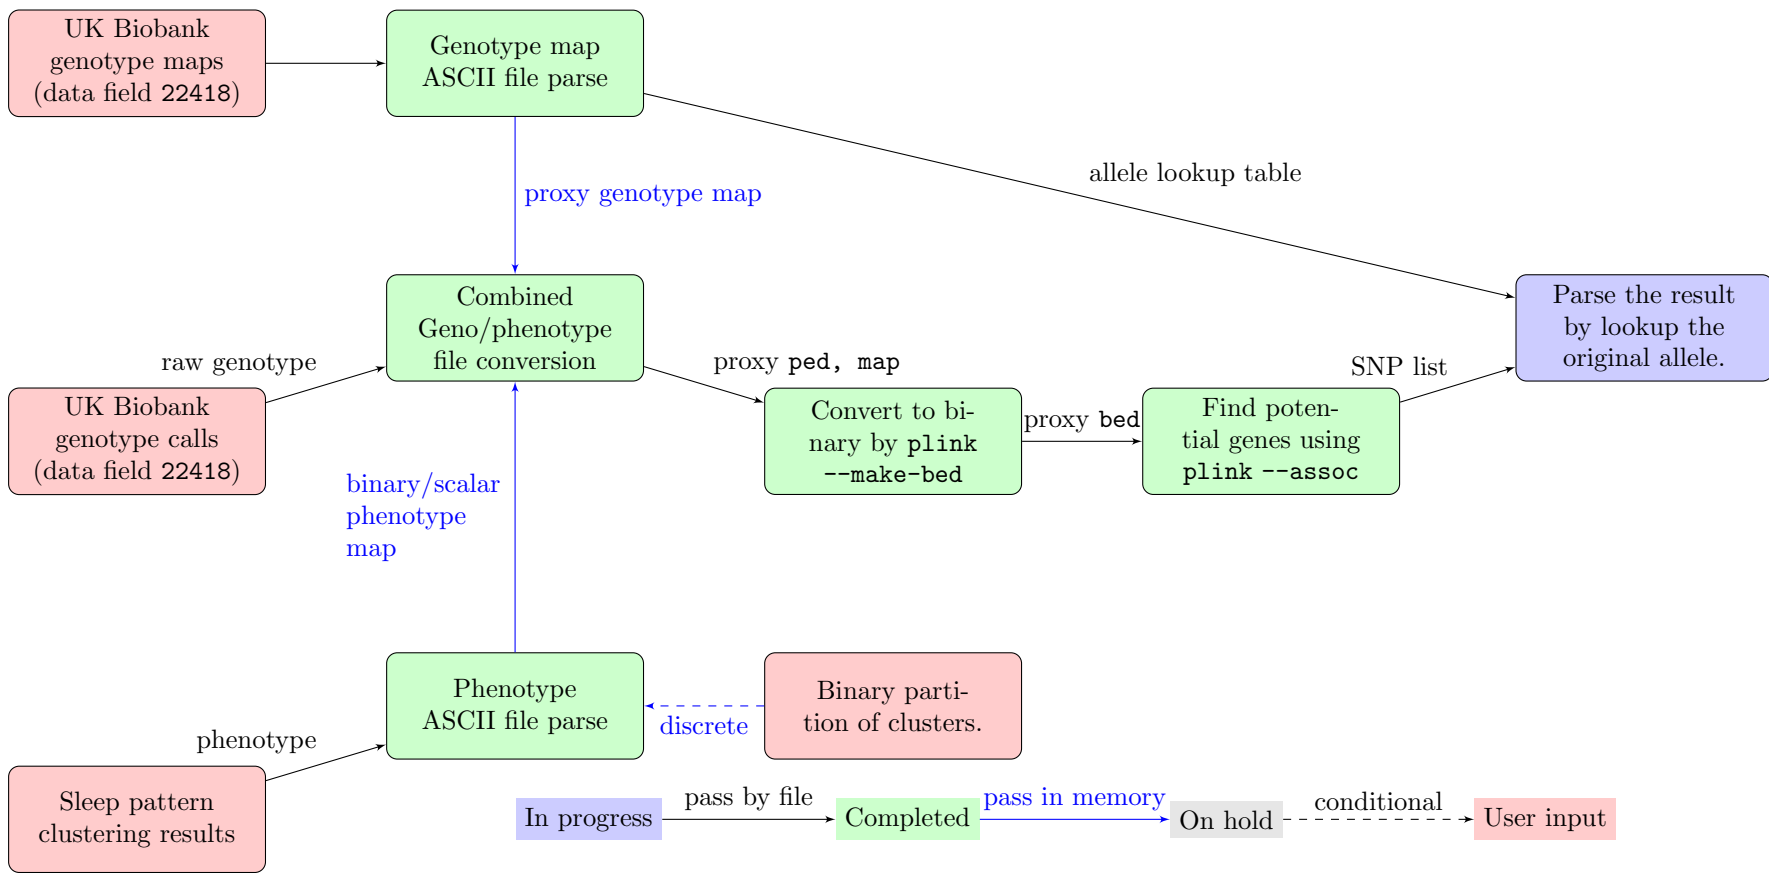 UK Biobank
genotype maps
(data field 22418)
Genotype map
ASCII file parse
allele lookup table
proxy genotype map
Combined
Geno/phenotype
file conversion
Parse the result
by lookup the
original allele.
raw genotype
proxy ped, map
SNP list
UK Biobank
genotype calls
(data field 22418)
Convert to bi-
nary by plink
--make-bed
proxy bed
Find poten-
tial genes using
plink --assoc
binary/scalar
phenotype
map
Phenotype
ASCII file parse
discrete
Binary parti-
tion of clusters.
phenotype
Sleep pattern
clustering results
In progress
pass by file
Completed
pass in memory
On hold
conditional
User input